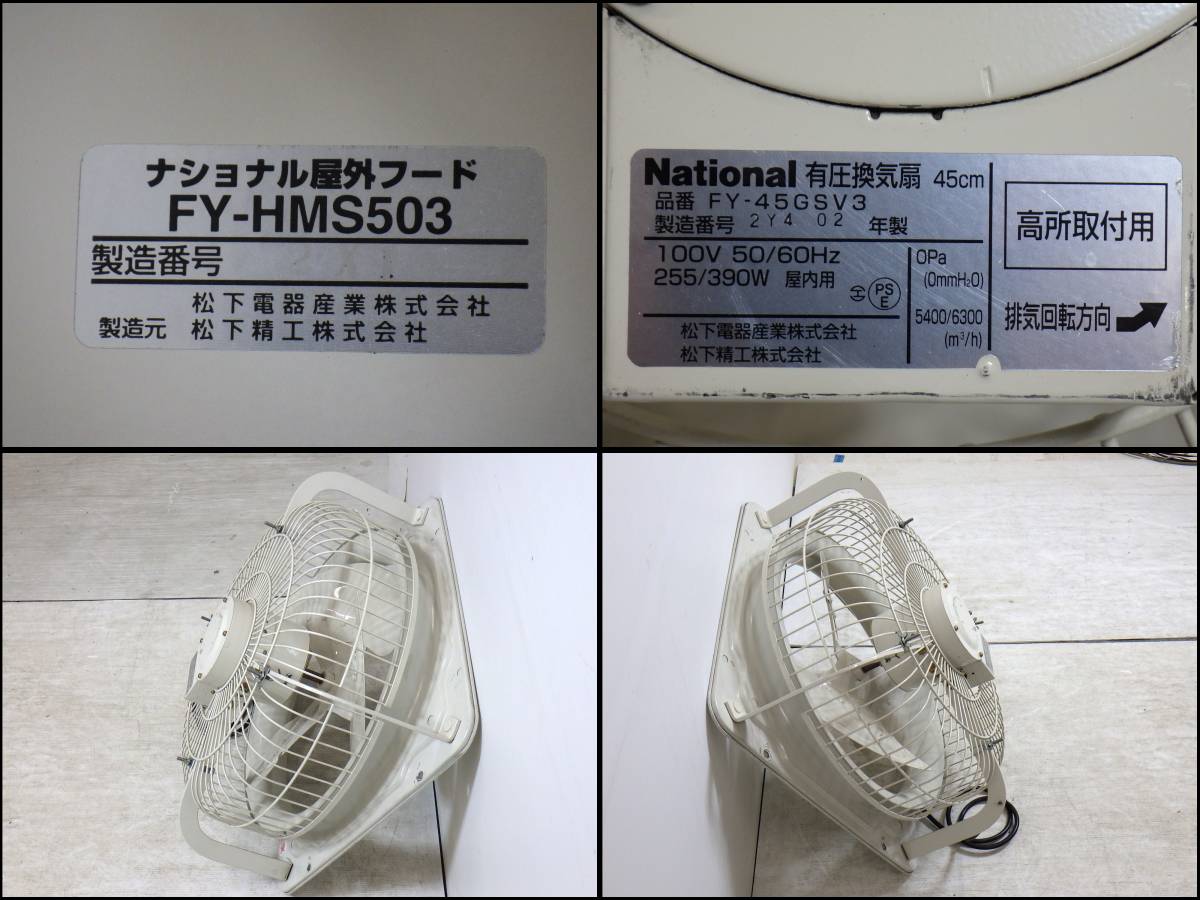 ナショナル屋外フード
FY-HMS503
製造番号
製造元 松下電器産業株式会社
松下精工株式会社
National 有圧換気扇 45cm
品番 FY-45GSV3
製造番号 2Y4 02 年製
100V 50/60Hz
255/390W 屋内用
PS
E
松下電器産業株式会社
松下精工株式会社
0Pa
(0mmH₂O)
5400/6300
(m³/h)
高所取付用
排気回転方向